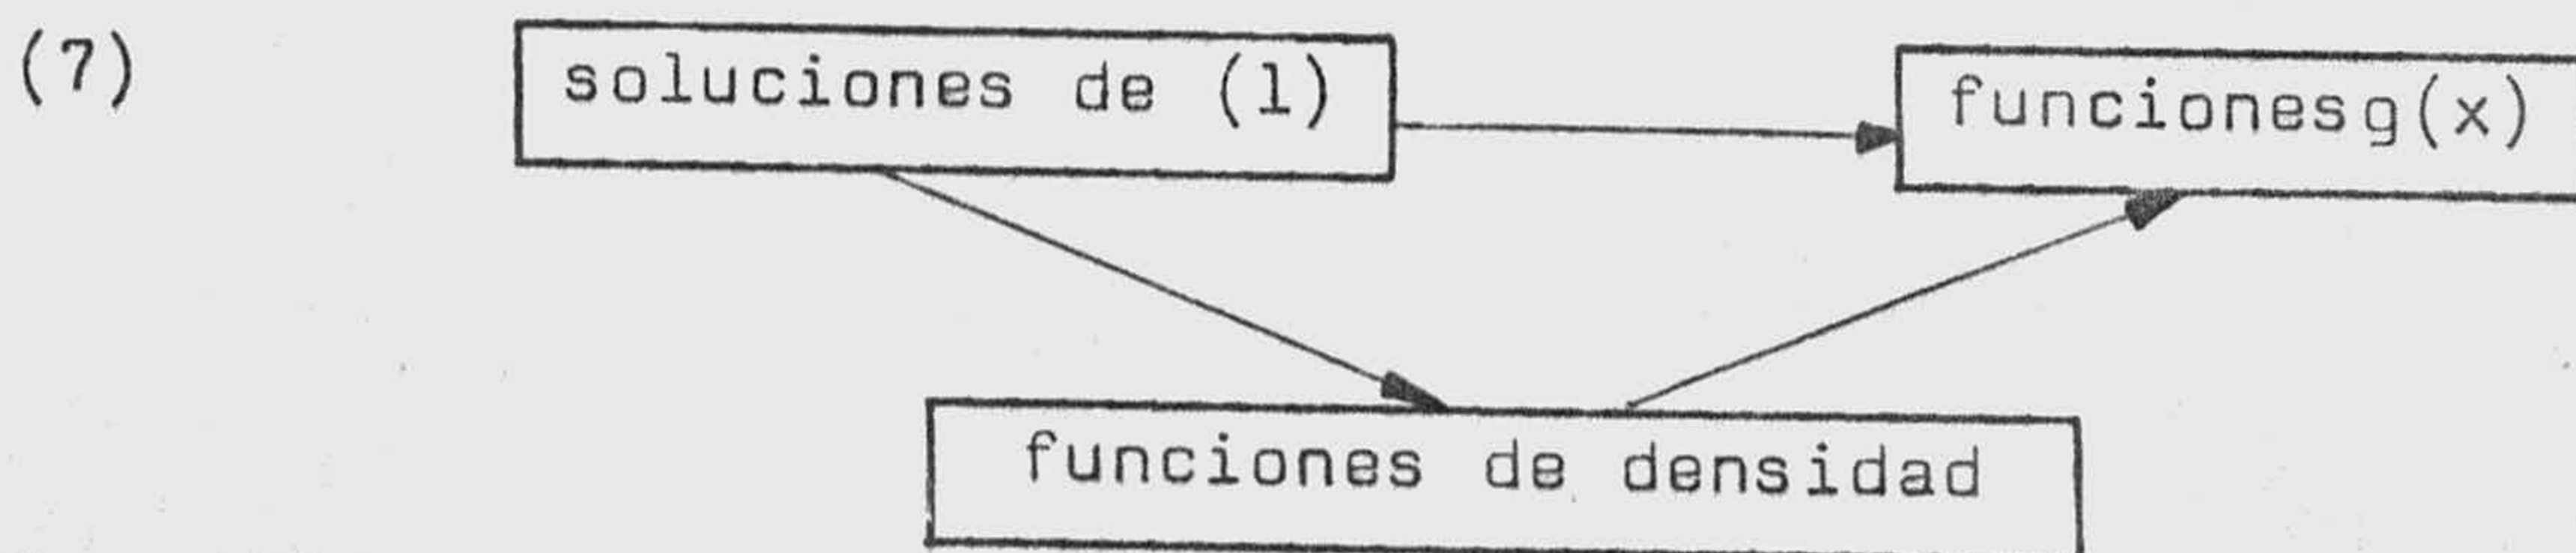 (7) soluciones de (1) funcionesg(x)
funciones de densidad